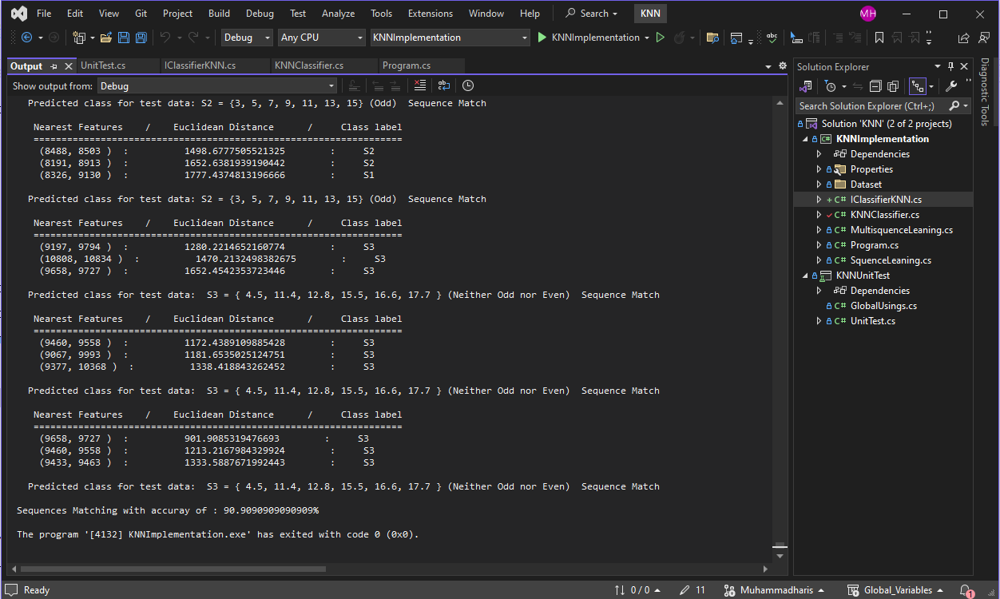 File Edit View Git Project Build Debug Test Analyze Tools Extensions Window Help Search KNN MH
Debug Any CPU KNNImplementation KNNImplementation
Output UnitTest.cs IClassifierKNN.cs KNNClassifier.cs Program.cs
Show output from: Debug
Predicted class for test data: S2 = {3, 5, 7, 9, 11, 13, 15} (Odd) Sequence Match
Nearest Features / Euclidean Distance / Class label
==================================================================
(8488, 8503 ) : 1498.6777505521325 : S2
(8191, 8913 ) : 1652.6381939190442 : S2
(8326, 9130 ) : 1777.4374813196666 : S1
Predicted class for test data: S2 = {3, 5, 7, 9, 11, 13, 15} (Odd) Sequence Match
Nearest Features / Euclidean Distance / Class label
==================================================================
(9197, 9794 ) : 1280.2214652160774 : S3
(10808, 10834 ) : 1470.2132498382675 : S3
(9658, 9727 ) : 1652.4542353723446 : S3
Predicted class for test data: S3 = { 4.5, 11.4, 12.8, 15.5, 16.6, 17.7 } (Neither Odd nor Even) Sequence Match
Nearest Features / Euclidean Distance / Class label
==================================================================
(9460, 9558 ) : 1172.4389109885428 : S3
(9067, 9993 ) : 1181.6535025124751 : S3
(9377, 10368 ) : 1338.418843262452 : S3
Predicted class for test data: S3 = { 4.5, 11.4, 12.8, 15.5, 16.6, 17.7 } (Neither Odd nor Even) Sequence Match
Nearest Features / Euclidean Distance / Class label
==================================================================
(9658, 9727 ) : 901.9085319476693 : S3
(9460, 9558 ) : 1213.2167984329924 : S3
(9433, 9463 ) : 1333.5887671992443 : S3
Predicted class for test data: S3 = { 4.5, 11.4, 12.8, 15.5, 16.6, 17.7 } (Neither Odd nor Even) Sequence Match
Sequences Matching with accuray of : 90.9090909090909%
The program '[4132] KNNImplementation.exe' has exited with code 0 (0x0).
Solution Explorer
Search Solution Explorer (Ctrl+;)
Solution 'KNN' (2 of 2 projects)
KNNImplementation
Dependencies
Properties
Dataset
IClassifierKNN.cs
KNNClassifier.cs
MultisquenceLeaning.cs
Program.cs
SquenceLeaning.cs
KNNUnitTest
Dependencies
GlobalUsings.cs
UnitTest.cs
Diagnostic Tools
Ready 0 / 0 11 Muhammadharis Global_Variables 1